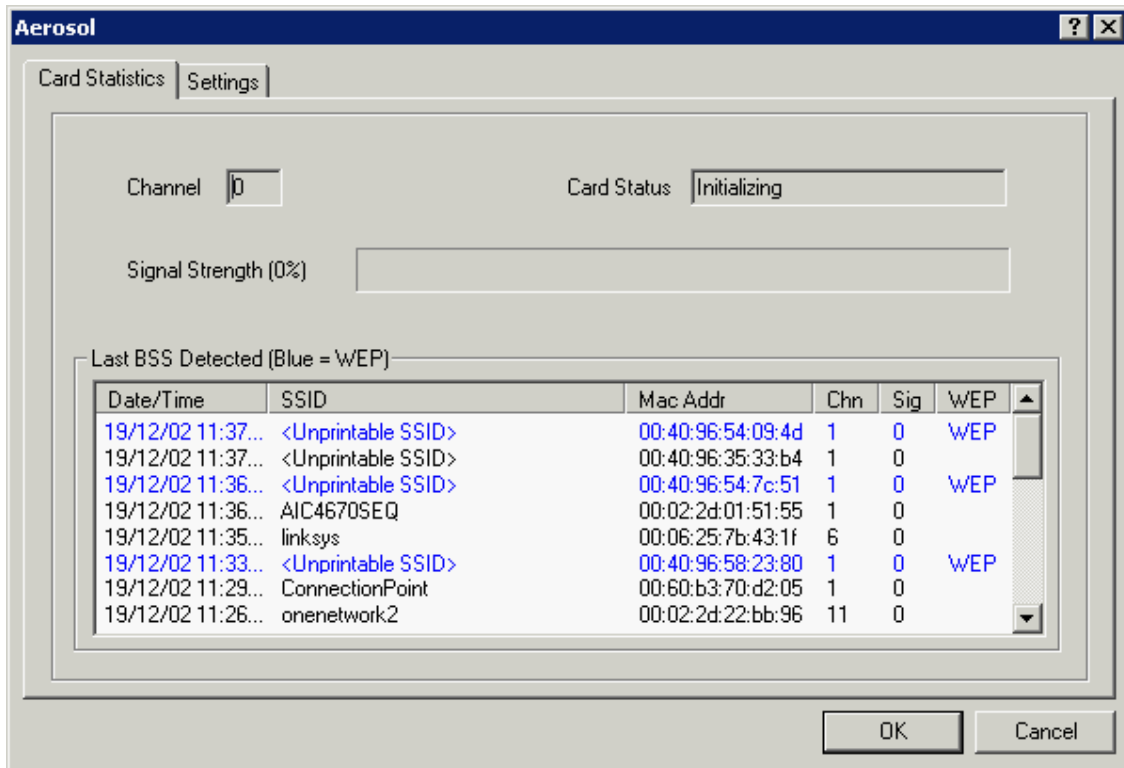 Aerosol
Card Statistics Settings
Channel 0 Card Status Initializing
Signal Strength (0%)
Last BSS Detected (Blue = WEP)
Date/Time SSID Mac Addr Chn Sig WEP
19/12/02 11:37... <Unprintable SSID> 00:40:96:54:09:4d 1 0 WEP
19/12/02 11:37... <Unprintable SSID> 00:40:96:35:33:b4 1 0
19/12/02 11:36... <Unprintable SSID> 00:40:96:54:7c:51 1 0 WEP
19/12/02 11:36... AIC4670SEQ 00:02:2d:01:51:55 1 0
19/12/02 11:35... linksys 00:06:25:7b:43:1f 6 0
19/12/02 11:33... <Unprintable SSID> 00:40:96:58:23:80 1 0 WEP
19/12/02 11:29... ConnectionPoint 00:60:b3:70:d2:05 1 0
19/12/02 11:26... onenetwork2 00:02:2d:22:bb:96 11 0
OK Cancel